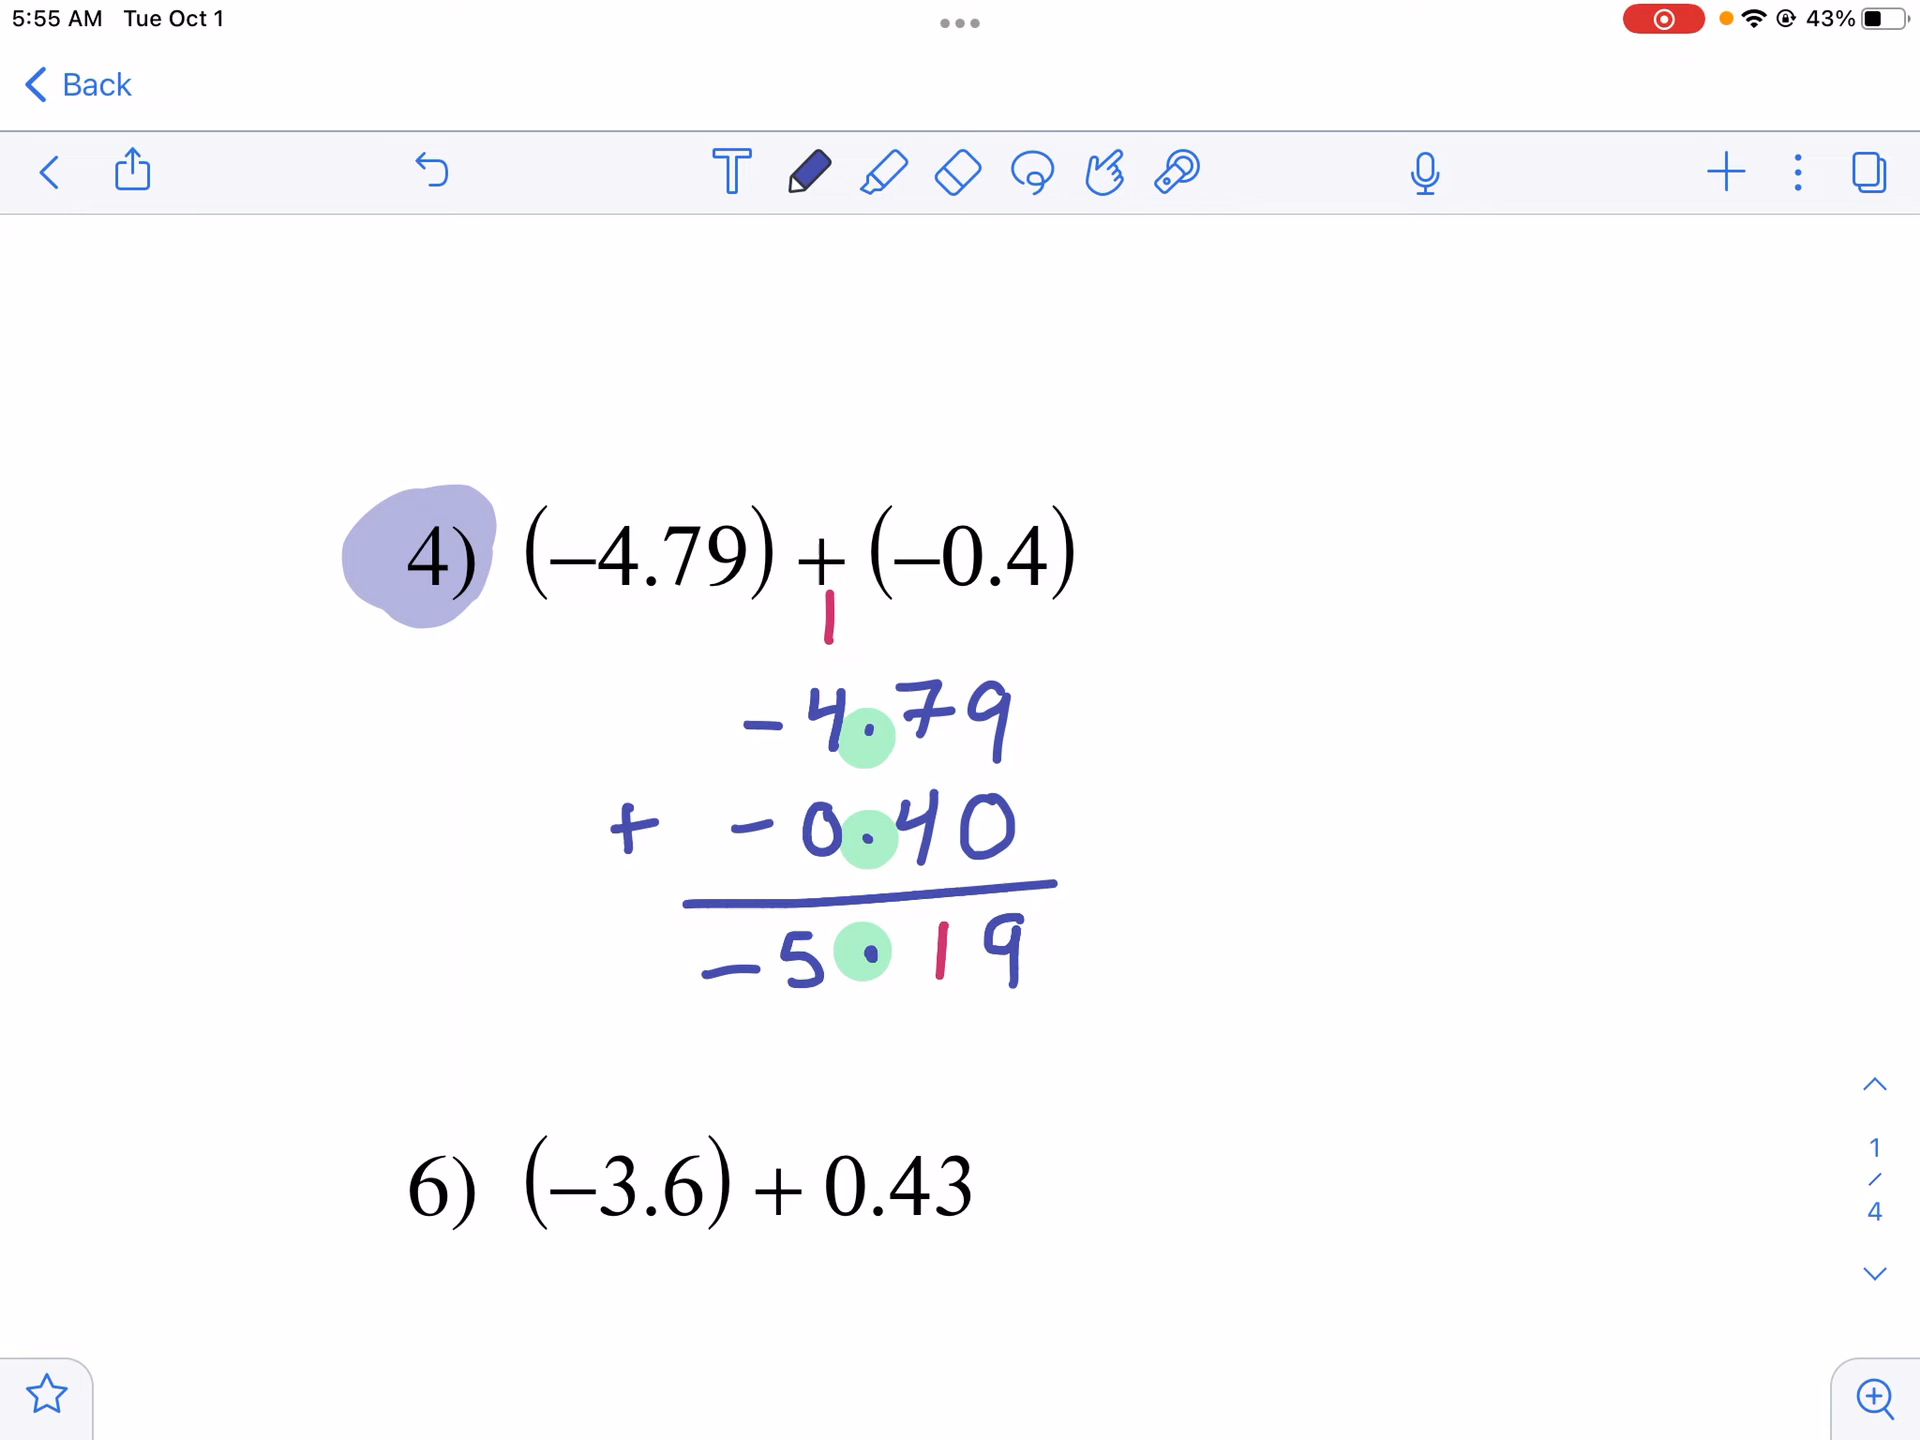 5:55 AM Tue Oct 1 43%
Back
4) (−4.79) + (−0.4)
1
-4.79
+ -0.40
-5.19
6) (−3.6) + 0.43
1
/
4